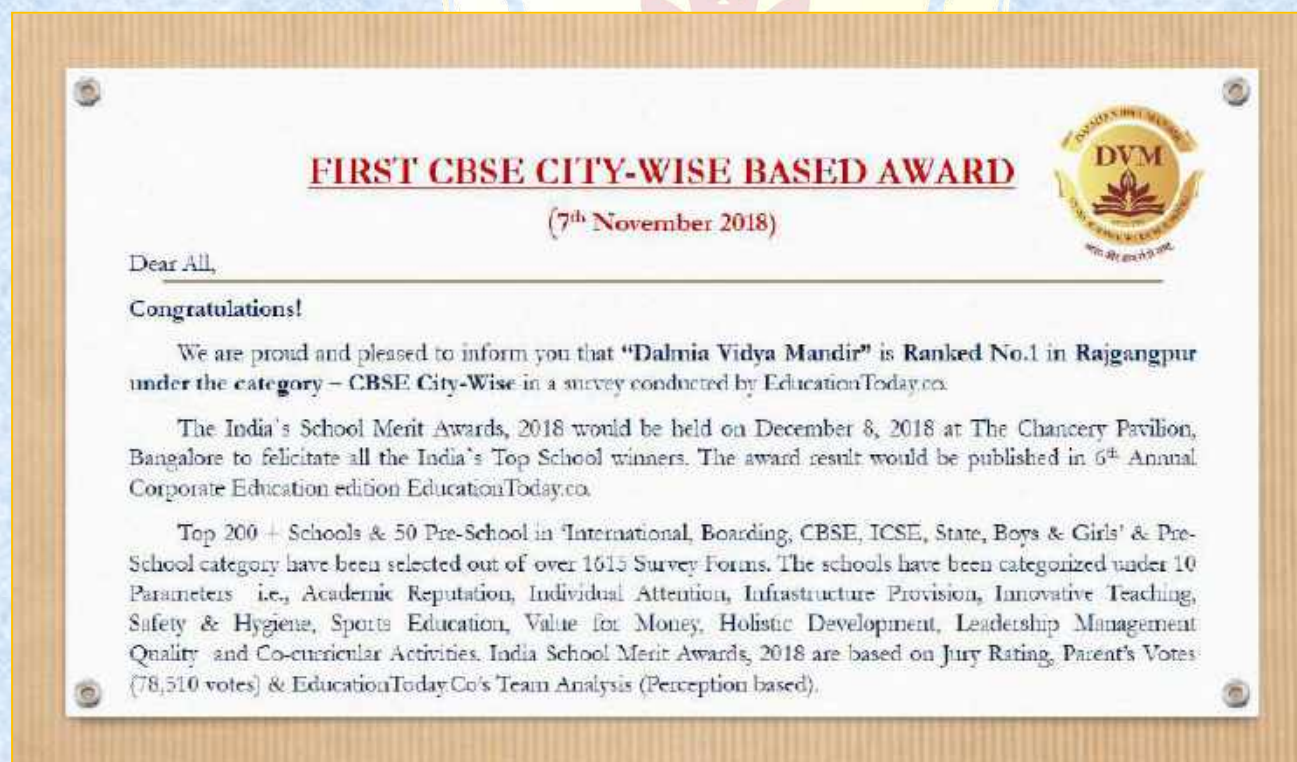 FIRST CBSE CITY-WISE BASED AWARD
(7th November 2018)
DVM
Dear All,
Congratulations!
We are proud and pleased to inform you that “Dalmia Vidya Mandir” is Ranked No.1 in Rajgangpur
under the category – CBSE City-Wise in a survey conducted by EducationToday.co.
The India`s School Merit Awards, 2018 would be held on December 8, 2018 at The Chancery Pavilion,
Bangalore to felicitate all the India`s Top School winners. The award result would be published in 6th Annual
Corporate Education edition EducationToday.co.
Top 200 + Schools & 50 Pre-School in ‘International, Boarding, CBSE, ICSE, State, Boys & Girls’ & Pre-
School category have been selected out of over 1615 Survey Forms. The schools have been categorized under 10
Parameters i.e., Academic Reputation, Individual Attention, Infrastructure Provision, Innovative Teaching,
Safety & Hygiene, Sports Education, Value for Money, Holistic Development, Leadership Management
Quality and Co-curricular Activities. India School Merit Awards, 2018 are based on Jury Rating, Parent’s Votes
(78,510 votes) & EducationToday.Co’s Team Analysis (Perception based).